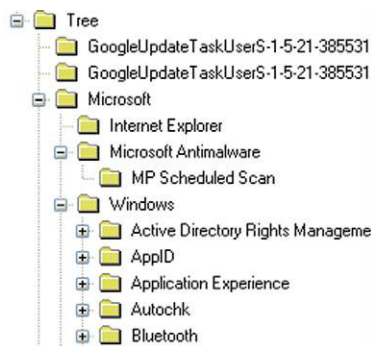 Tree
GoogleUpdateTaskUserS-1-5-21-385531
GoogleUpdateTaskUserS-1-5-21-385531
Microsoft
Internet Explorer
Microsoft Antimalware
MP Scheduled Scan
Windows
Active Directory Rights Manageme
AppID
Application Experience
Autochk
Bluetooth